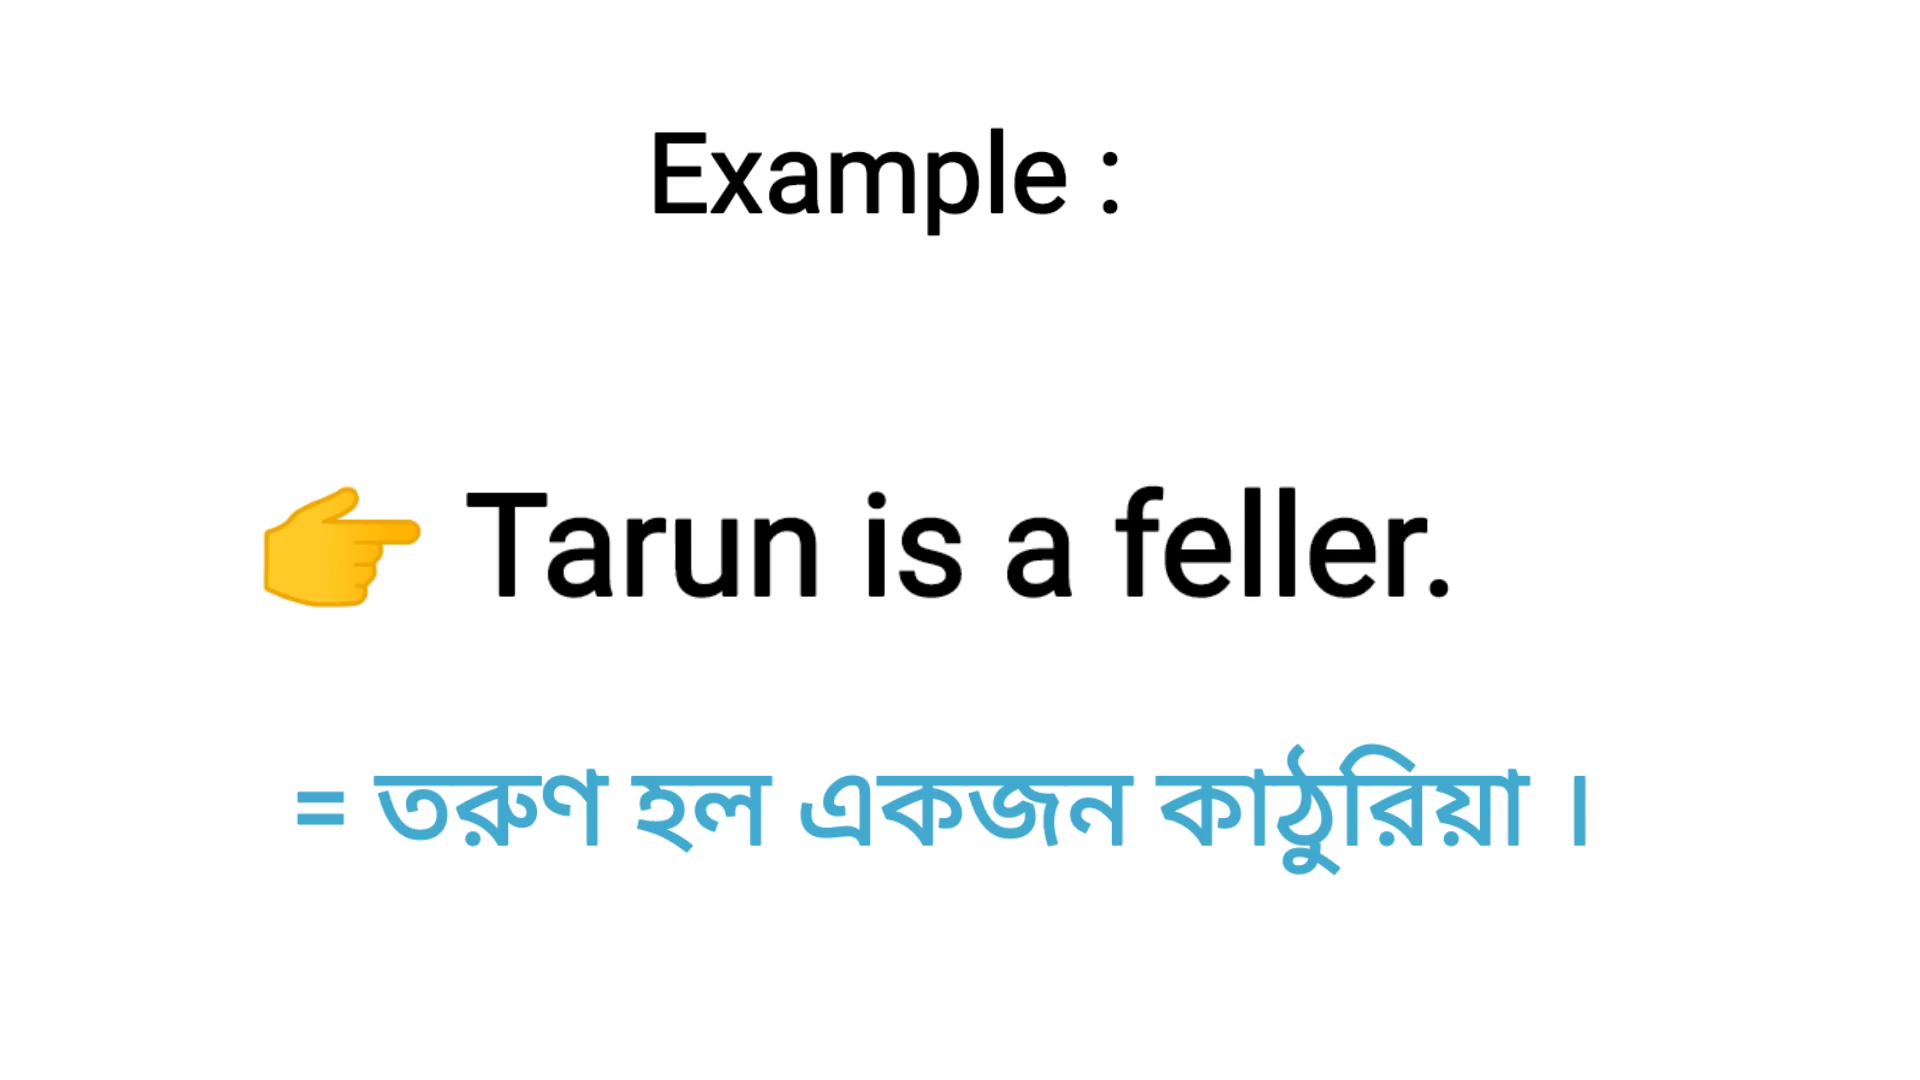 Example :
👉 Tarun is a feller.
= তরুণ হল একজন কাঠুরিয়া ।